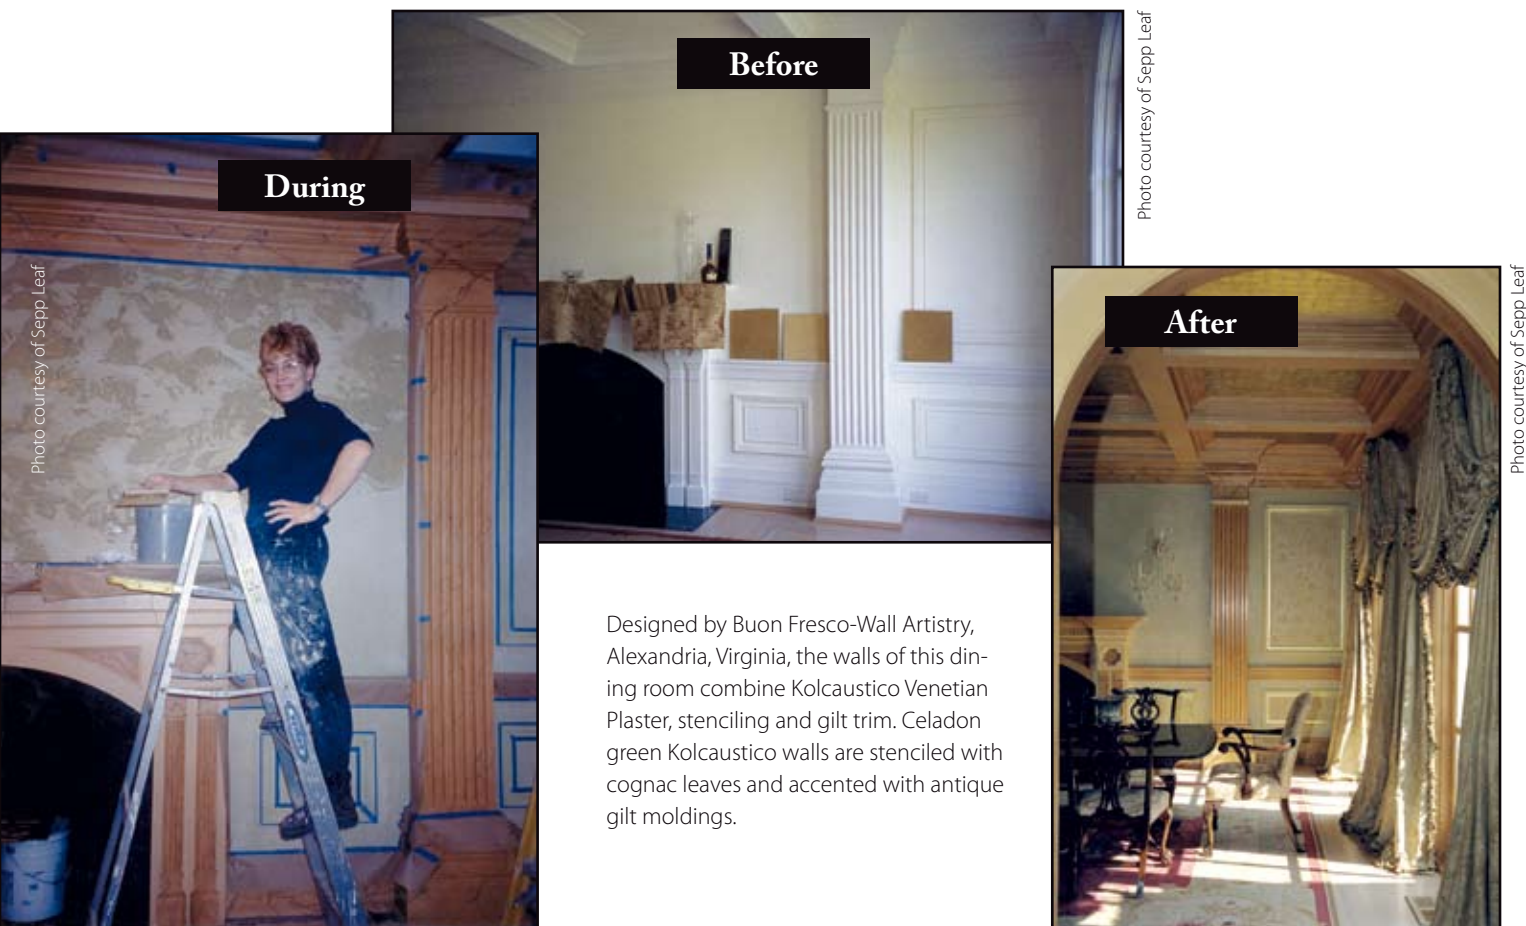 Before
Photo courtesy of Sepp Leaf
During
Photo courtesy of Sepp Leaf
After
Photo courtesy of Sepp Leaf
Designed by Buon Fresco-Wall Artistry,
Alexandria, Virginia, the walls of this din-
ing room combine Kolcaustico Venetian
Plaster, stenciling and gilt trim. Celadon
green Kolcaustico walls are stenciled with
cognac leaves and accented with antique
gilt moldings.